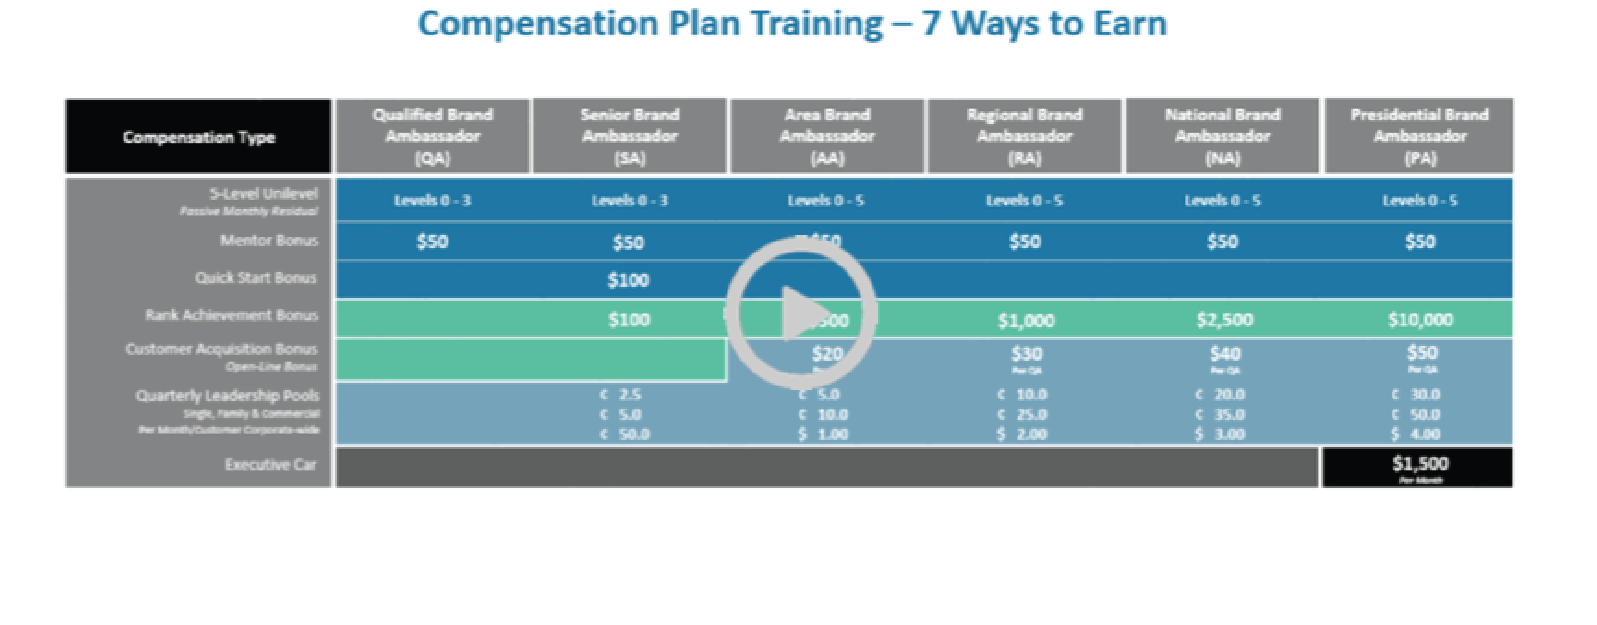 Compensation Plan Training – 7 Ways to Earn
Compensation Type
Qualified Brand Ambassador (QA)
Senior Brand Ambassador (SA)
Area Brand Ambassador (AA)
Regional Brand Ambassador (RA)
National Brand Ambassador (NA)
Presidential Brand Ambassador (PA)
5-Level Unilevel
Passive Monthly Residual
Levels 0 - 3
Levels 0 - 3
Levels 0 - 5
Levels 0 - 5
Levels 0 - 5
Levels 0 - 5
Mentor Bonus
$50
$50
$50
$50
$50
$50
Quick Start Bonus
$100
Rank Achievement Bonus
$100
$1,000
$2,500
$10,000
Customer Acquisition Bonus
Open-Line Bonus
$20
$30
Per QA
$40
Per QA
$50
Per QA
Quarterly Leadership Pools
Single, Family & Commercial
Per Month/Customer Corporate-wide
¢ 2.5
¢ 5.0
¢ 50.0
¢ 5.0
¢ 10.0
$ 1.00
¢ 10.0
¢ 25.0
$ 2.00
¢ 20.0
¢ 35.0
$ 3.00
¢ 30.0
¢ 50.0
$ 4.00
Executive Car
$1,500
Per Month